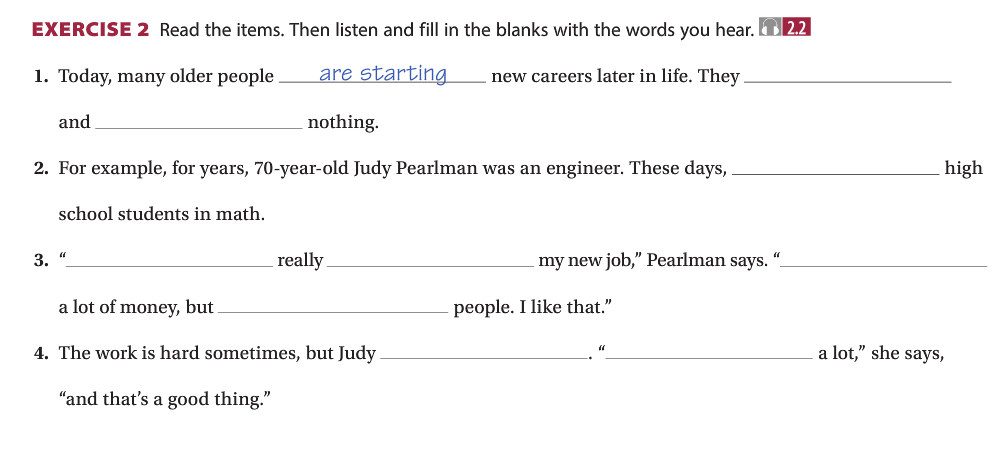 EXERCISE 2 Read the items. Then listen and fill in the blanks with the words you hear. 2.2
1. Today, many older people are starting new careers later in life. They ____________
and ____________ nothing.
2. For example, for years, 70-year-old Judy Pearlman was an engineer. These days, ____________ high
school students in math.
3. “____________ really ____________ my new job,” Pearlman says. “____________
a lot of money, but ____________ people. I like that.”
4. The work is hard sometimes, but Judy ____________. “____________ a lot,” she says,
“and that’s a good thing.”